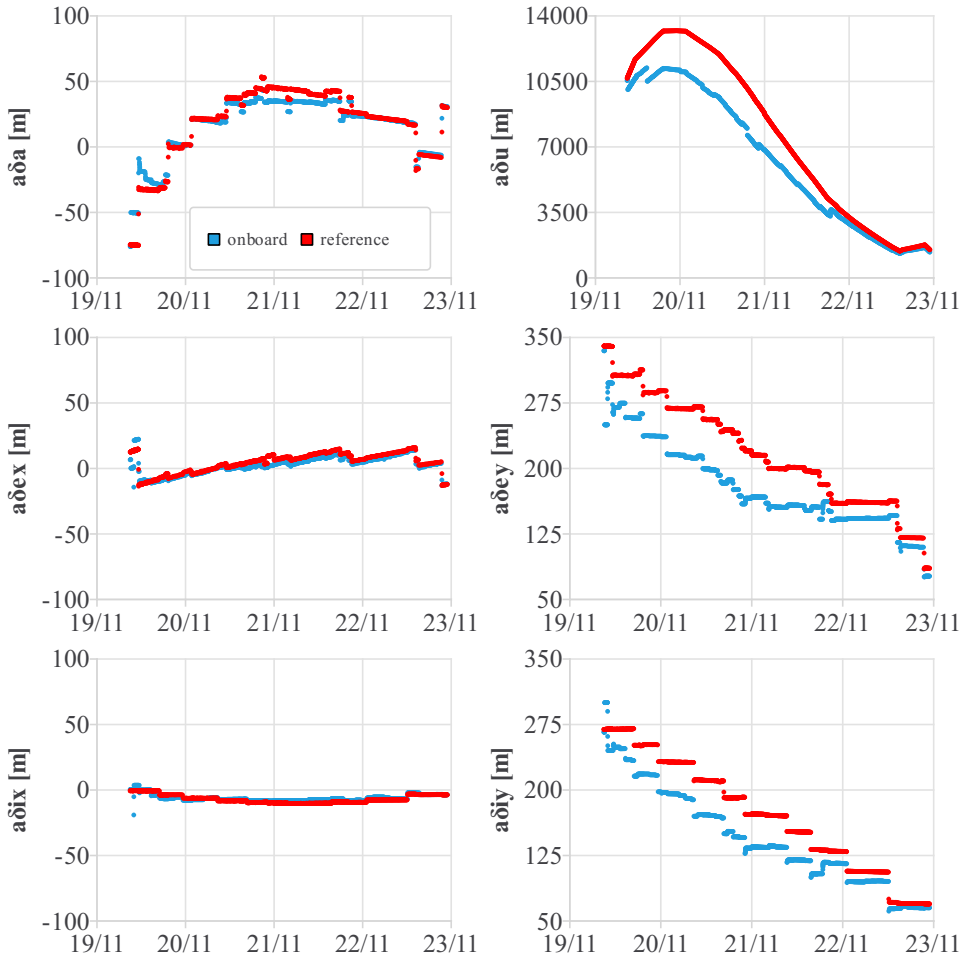 aδa [m]
100
50
0
-50
-100
onboard reference
19/11 20/11 21/11 22/11 23/11
aδu [m]
14000
10500
7000
3500
0
19/11 20/11 21/11 22/11 23/11
aδex [m]
100
50
0
-50
-100
19/11 20/11 21/11 22/11 23/11
aδey [m]
350
275
200
125
50
19/11 20/11 21/11 22/11 23/11
aδix [m]
100
50
0
-50
-100
19/11 20/11 21/11 22/11 23/11
aδiy [m]
350
275
200
125
50
19/11 20/11 21/11 22/11 23/11